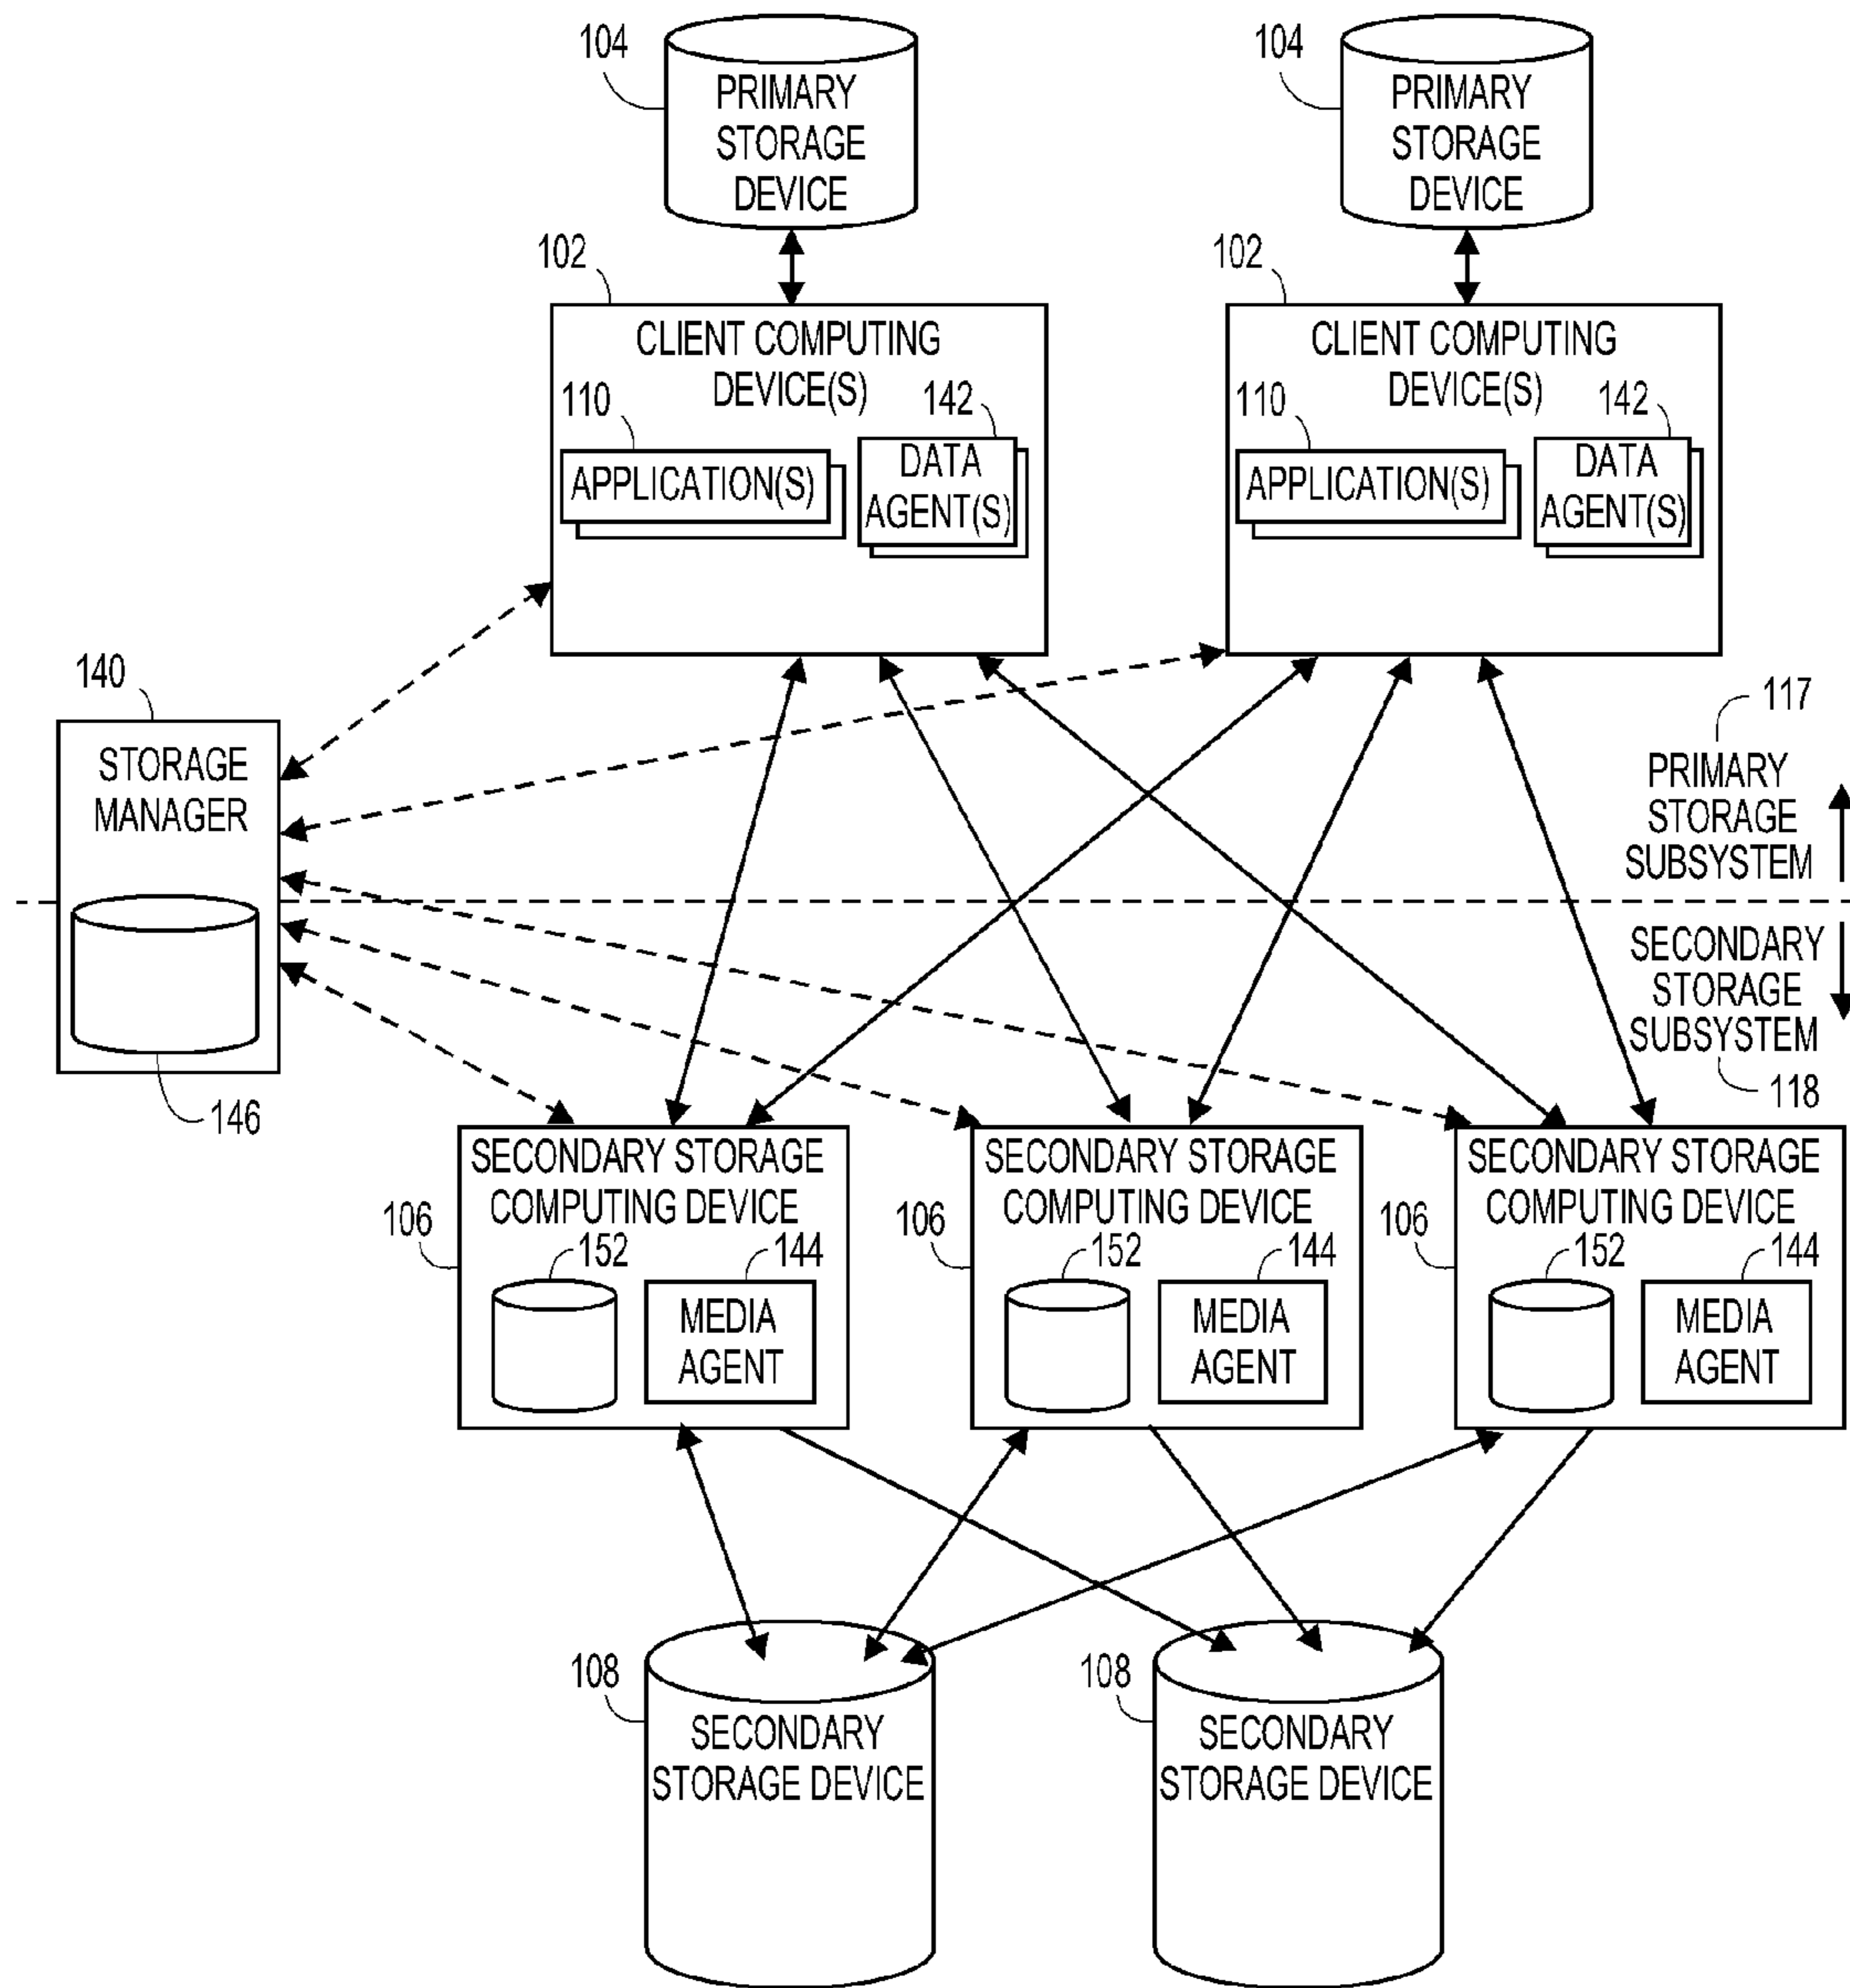 104
PRIMARY
STORAGE
DEVICE
104
PRIMARY
STORAGE
DEVICE
102
CLIENT COMPUTING
DEVICE(S)
110
142
APPLICATION(S)
DATA
AGENT(S)
102
CLIENT COMPUTING
DEVICE(S)
110
142
APPLICATION(S)
DATA
AGENT(S)
140
STORAGE
MANAGER
146
117
PRIMARY
STORAGE
SUBSYSTEM
SECONDARY
STORAGE
SUBSYSTEM
118
SECONDARY STORAGE
COMPUTING DEVICE
106
152
144
MEDIA
AGENT
SECONDARY STORAGE
COMPUTING DEVICE
106
152
144
MEDIA
AGENT
SECONDARY STORAGE
COMPUTING DEVICE
106
152
144
MEDIA
AGENT
108
SECONDARY
STORAGE DEVICE
108
SECONDARY
STORAGE DEVICE